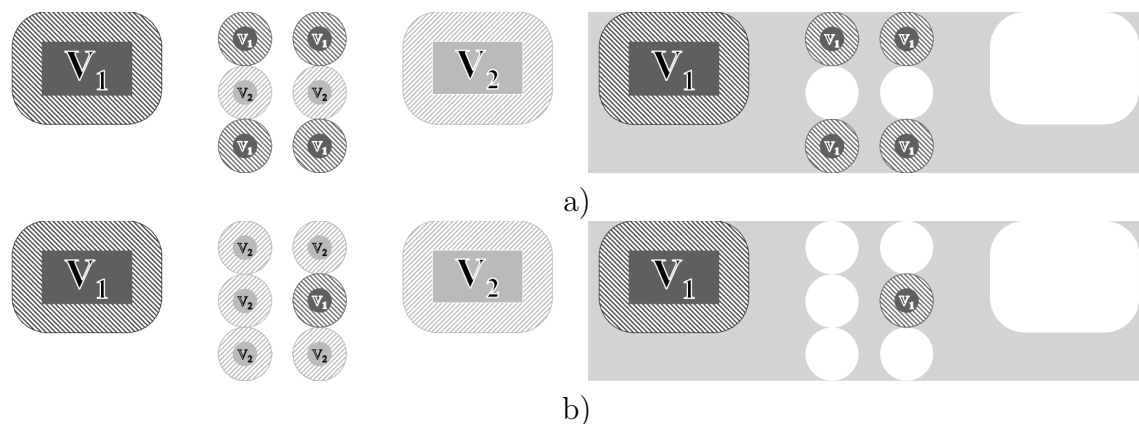 V₁ V₁ V₁ V₂ V₁ V₁ V₁
V₂ V₂
V₁ V₁ V₁ V₁
a)
V₁ V₂ V₂ V₂ V₁
V₂ V₁ V₁
V₂ V₂
b)